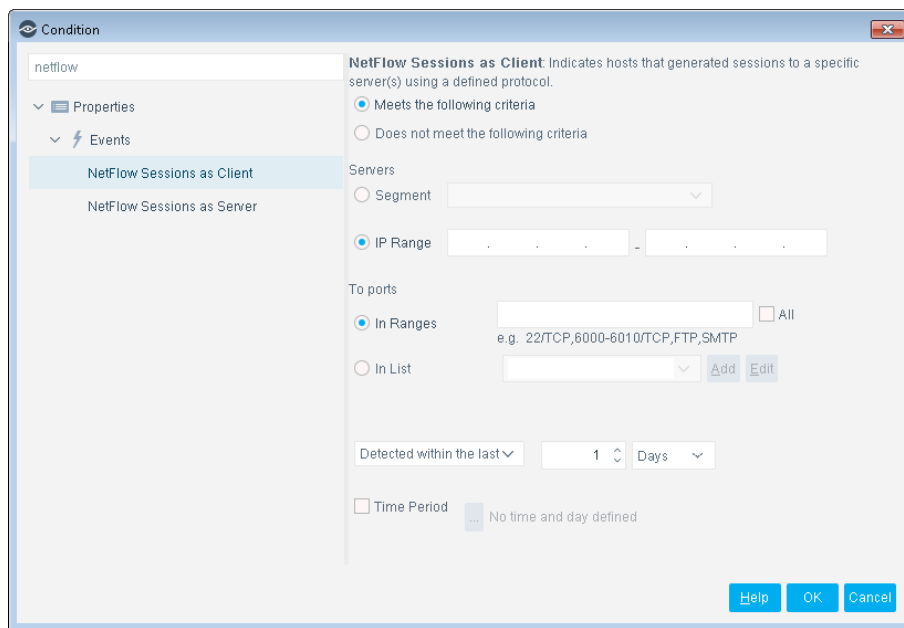 Condition
netflow
Properties
Events
NetFlow Sessions as Client
NetFlow Sessions as Server
NetFlow Sessions as Client: Indicates hosts that generated sessions to a specific
server(s) using a defined protocol.
Meets the following criteria
Does not meet the following criteria
Servers
Segment
IP Range . . . - . . .
To ports
In Ranges All
e.g. 22/TCP,6000-6010/TCP,FTP,SMTP
In List Add Edit
Detected within the last 1 Days
Time Period ... No time and day defined
Help OK Cancel